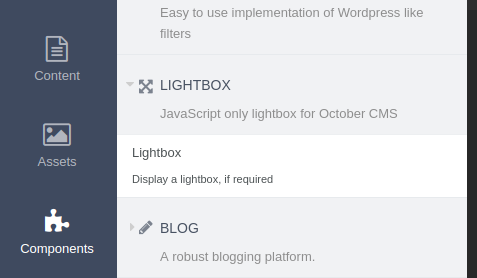 Easy to use implementation of Wordpress like
filters
Content
LIGHTBOX
JavaScript only lightbox for October CMS
Assets
Lightbox
Display a lightbox, if required
Components
BLOG
A robust blogging platform.